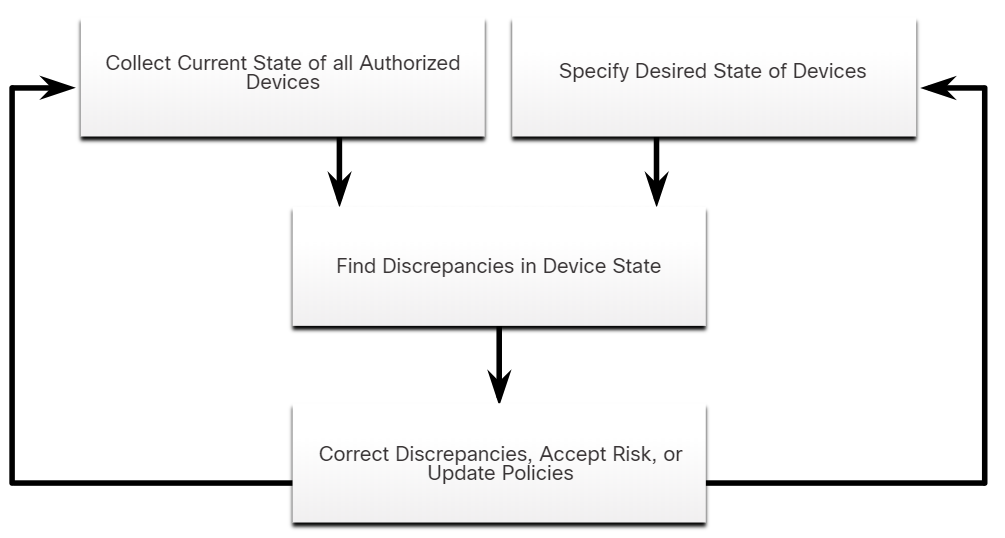 Collect Current State of all Authorized
Devices
Specify Desired State of Devices
Find Discrepancies in Device State
Correct Discrepancies, Accept Risk, or
Update Policies